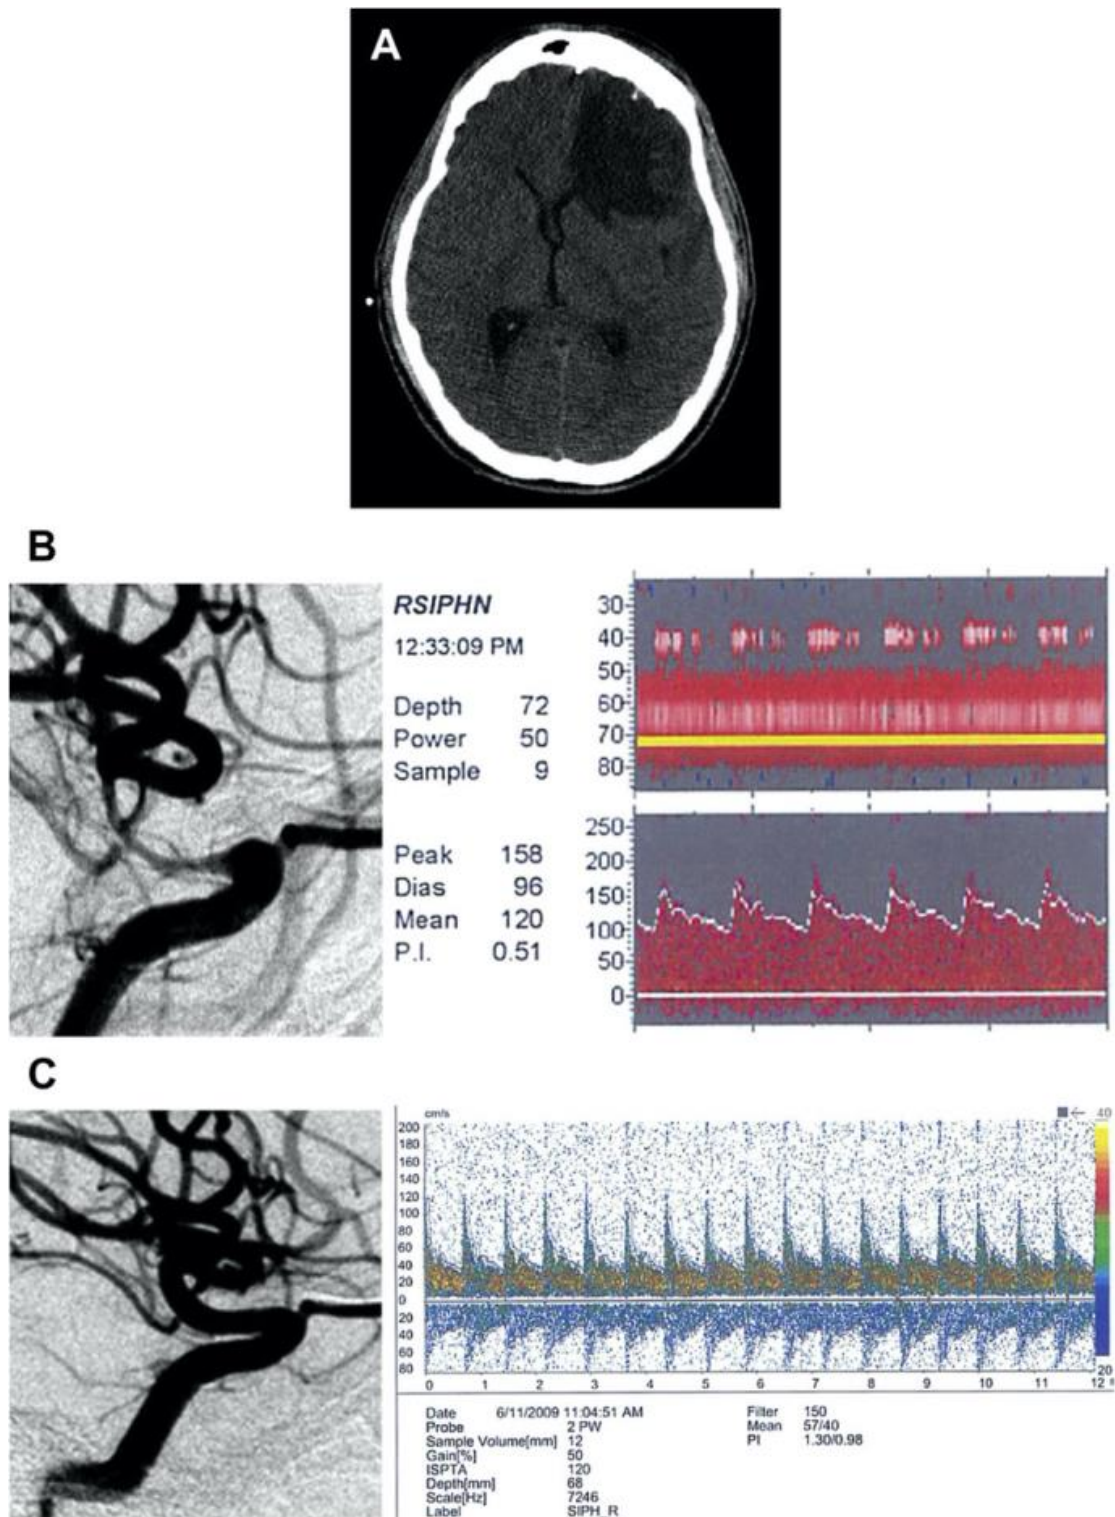 A
B
RSIPHN
12:33:09 PM
Depth 72
Power 50
Sample 9
Peak 158
Dias 96
Mean 120
P.I. 0.51
30
40
50
60
70
80
250
200
150
100
50
0
C
cm/s
40
200
180
160
140
120
100
80
60
40
20
0
20
40
60
80
20
0 1 2 3 4 5 6 7 8 9 10 11 12 s
Date 6/11/2009 11:04:51 AM
Probe 2 PW
Sample Volume[mm] 12
Gain[%] 50
ISPTA 120
Depth[mm] 68
Scale[Hz] 7246
Label SIPH_R
Filter 150
Mean 57/40
PI 1.30/0.98